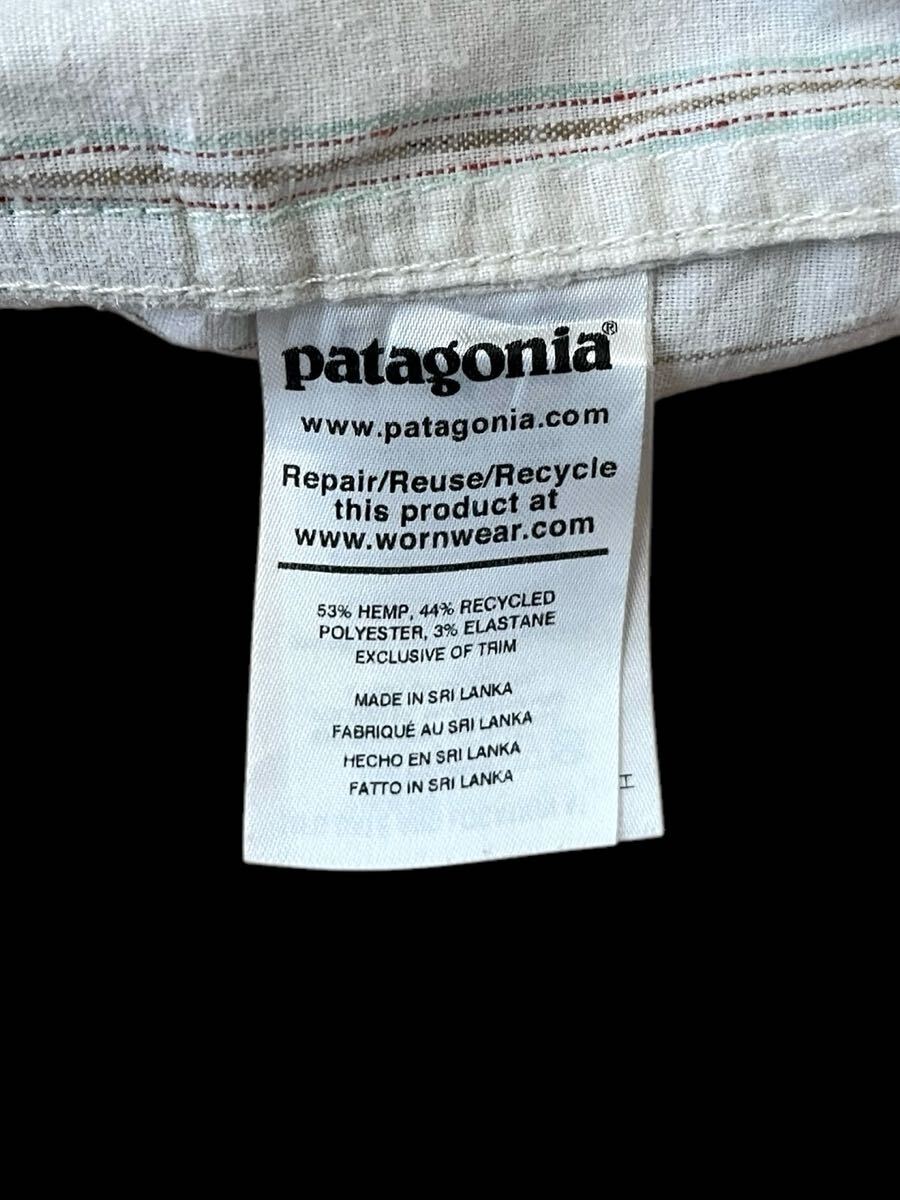 patagonia®
www.patagonia.com
Repair/Reuse/Recycle
this product at
www.wornwear.com
53% HEMP, 44% RECYCLED
POLYESTER, 3% ELASTANE
EXCLUSIVE OF TRIM
MADE IN SRI LANKA
FABRIQUÉ AU SRI LANKA
HECHO EN SRI LANKA
FATTO IN SRI LANKA